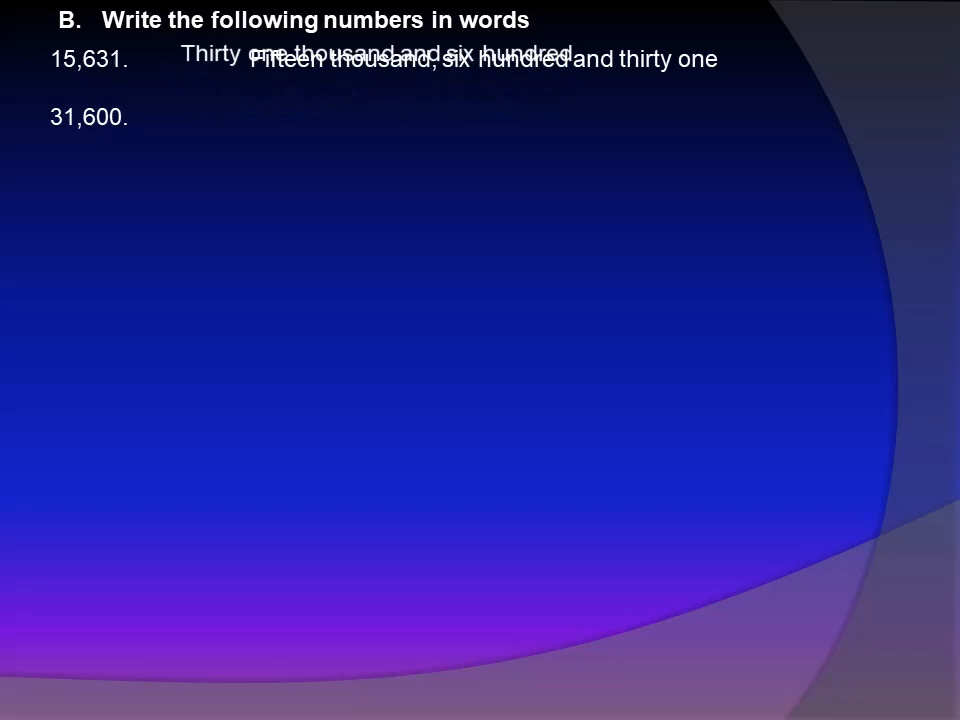 B. Write the following numbers in words
15,631. Fifteen thousand, six hundred and thirty one
Thirty one thousand and six hundred
31,600.